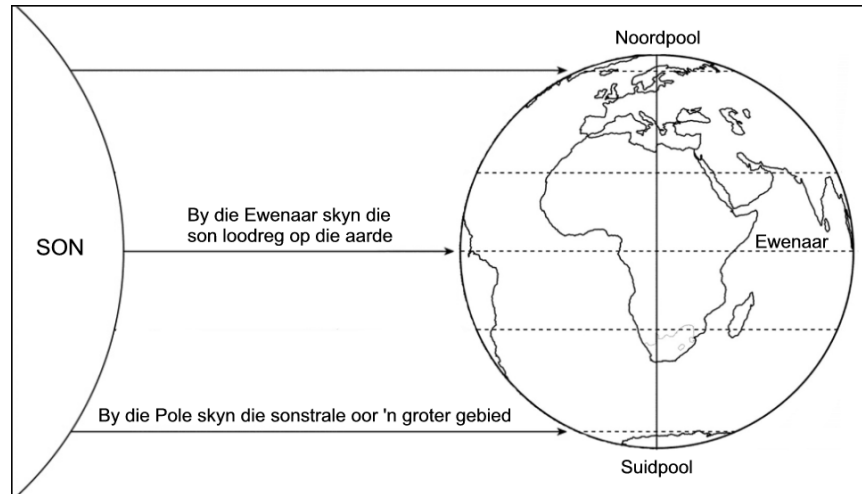 Noordpool
By die Ewenaar skyn die
son loodreg op die aarde
SON
Ewenaar
By die Pole skyn die sonstrale oor 'n groter gebied
Suidpool